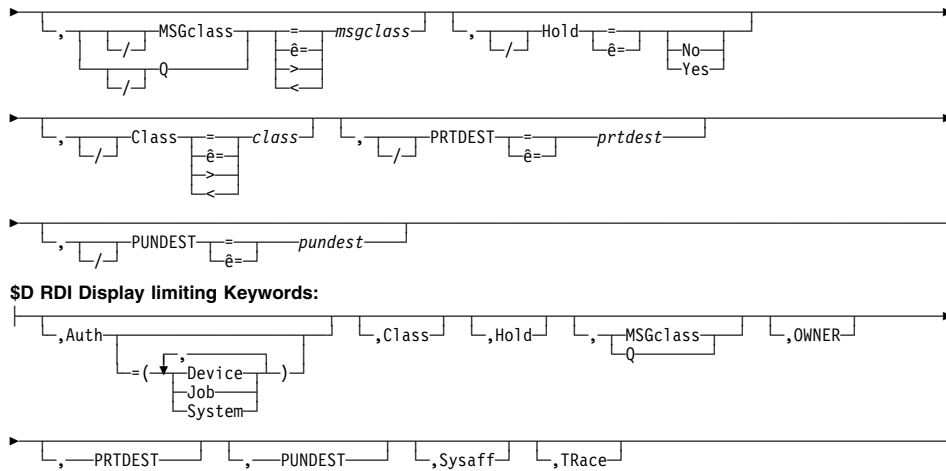 , / MSGclass = msgclass , / Hold = No
/ Q ê= ê= Yes
>
<
, / Class = class , / PRTDEST = prtdest
ê= ê=
>
<
, / PUNDEST = pundest
ê=
$D RDI Display limiting Keywords:
,Auth ,Class ,Hold , MSGclass ,OWNER
Q
=( , Device )
Job
System
, PRTDEST , PUNDEST ,Sysaff ,TRace